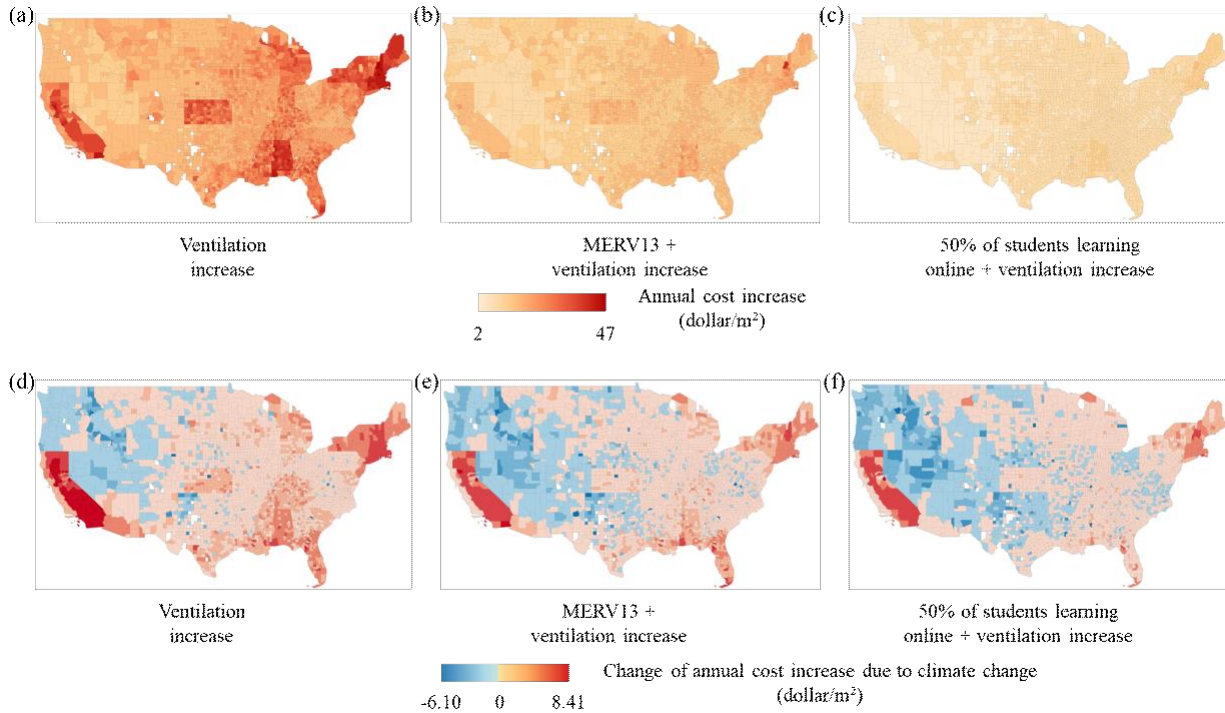 (a)
(b)
(c)
Ventilation
increase
MERV13 +
ventilation increase
50% of students learning
online + ventilation increase
Annual cost increase
(dollar/m²)
2
47
(d)
(e)
(f)
Ventilation
increase
MERV13 +
ventilation increase
50% of students learning
online + ventilation increase
Change of annual cost increase due to climate change
(dollar/m²)
-6.10
0
8.41